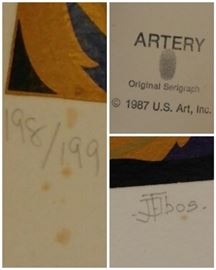 198/199
ARTERY
Original Serigraph
© 1987 U.S. Art, Inc.